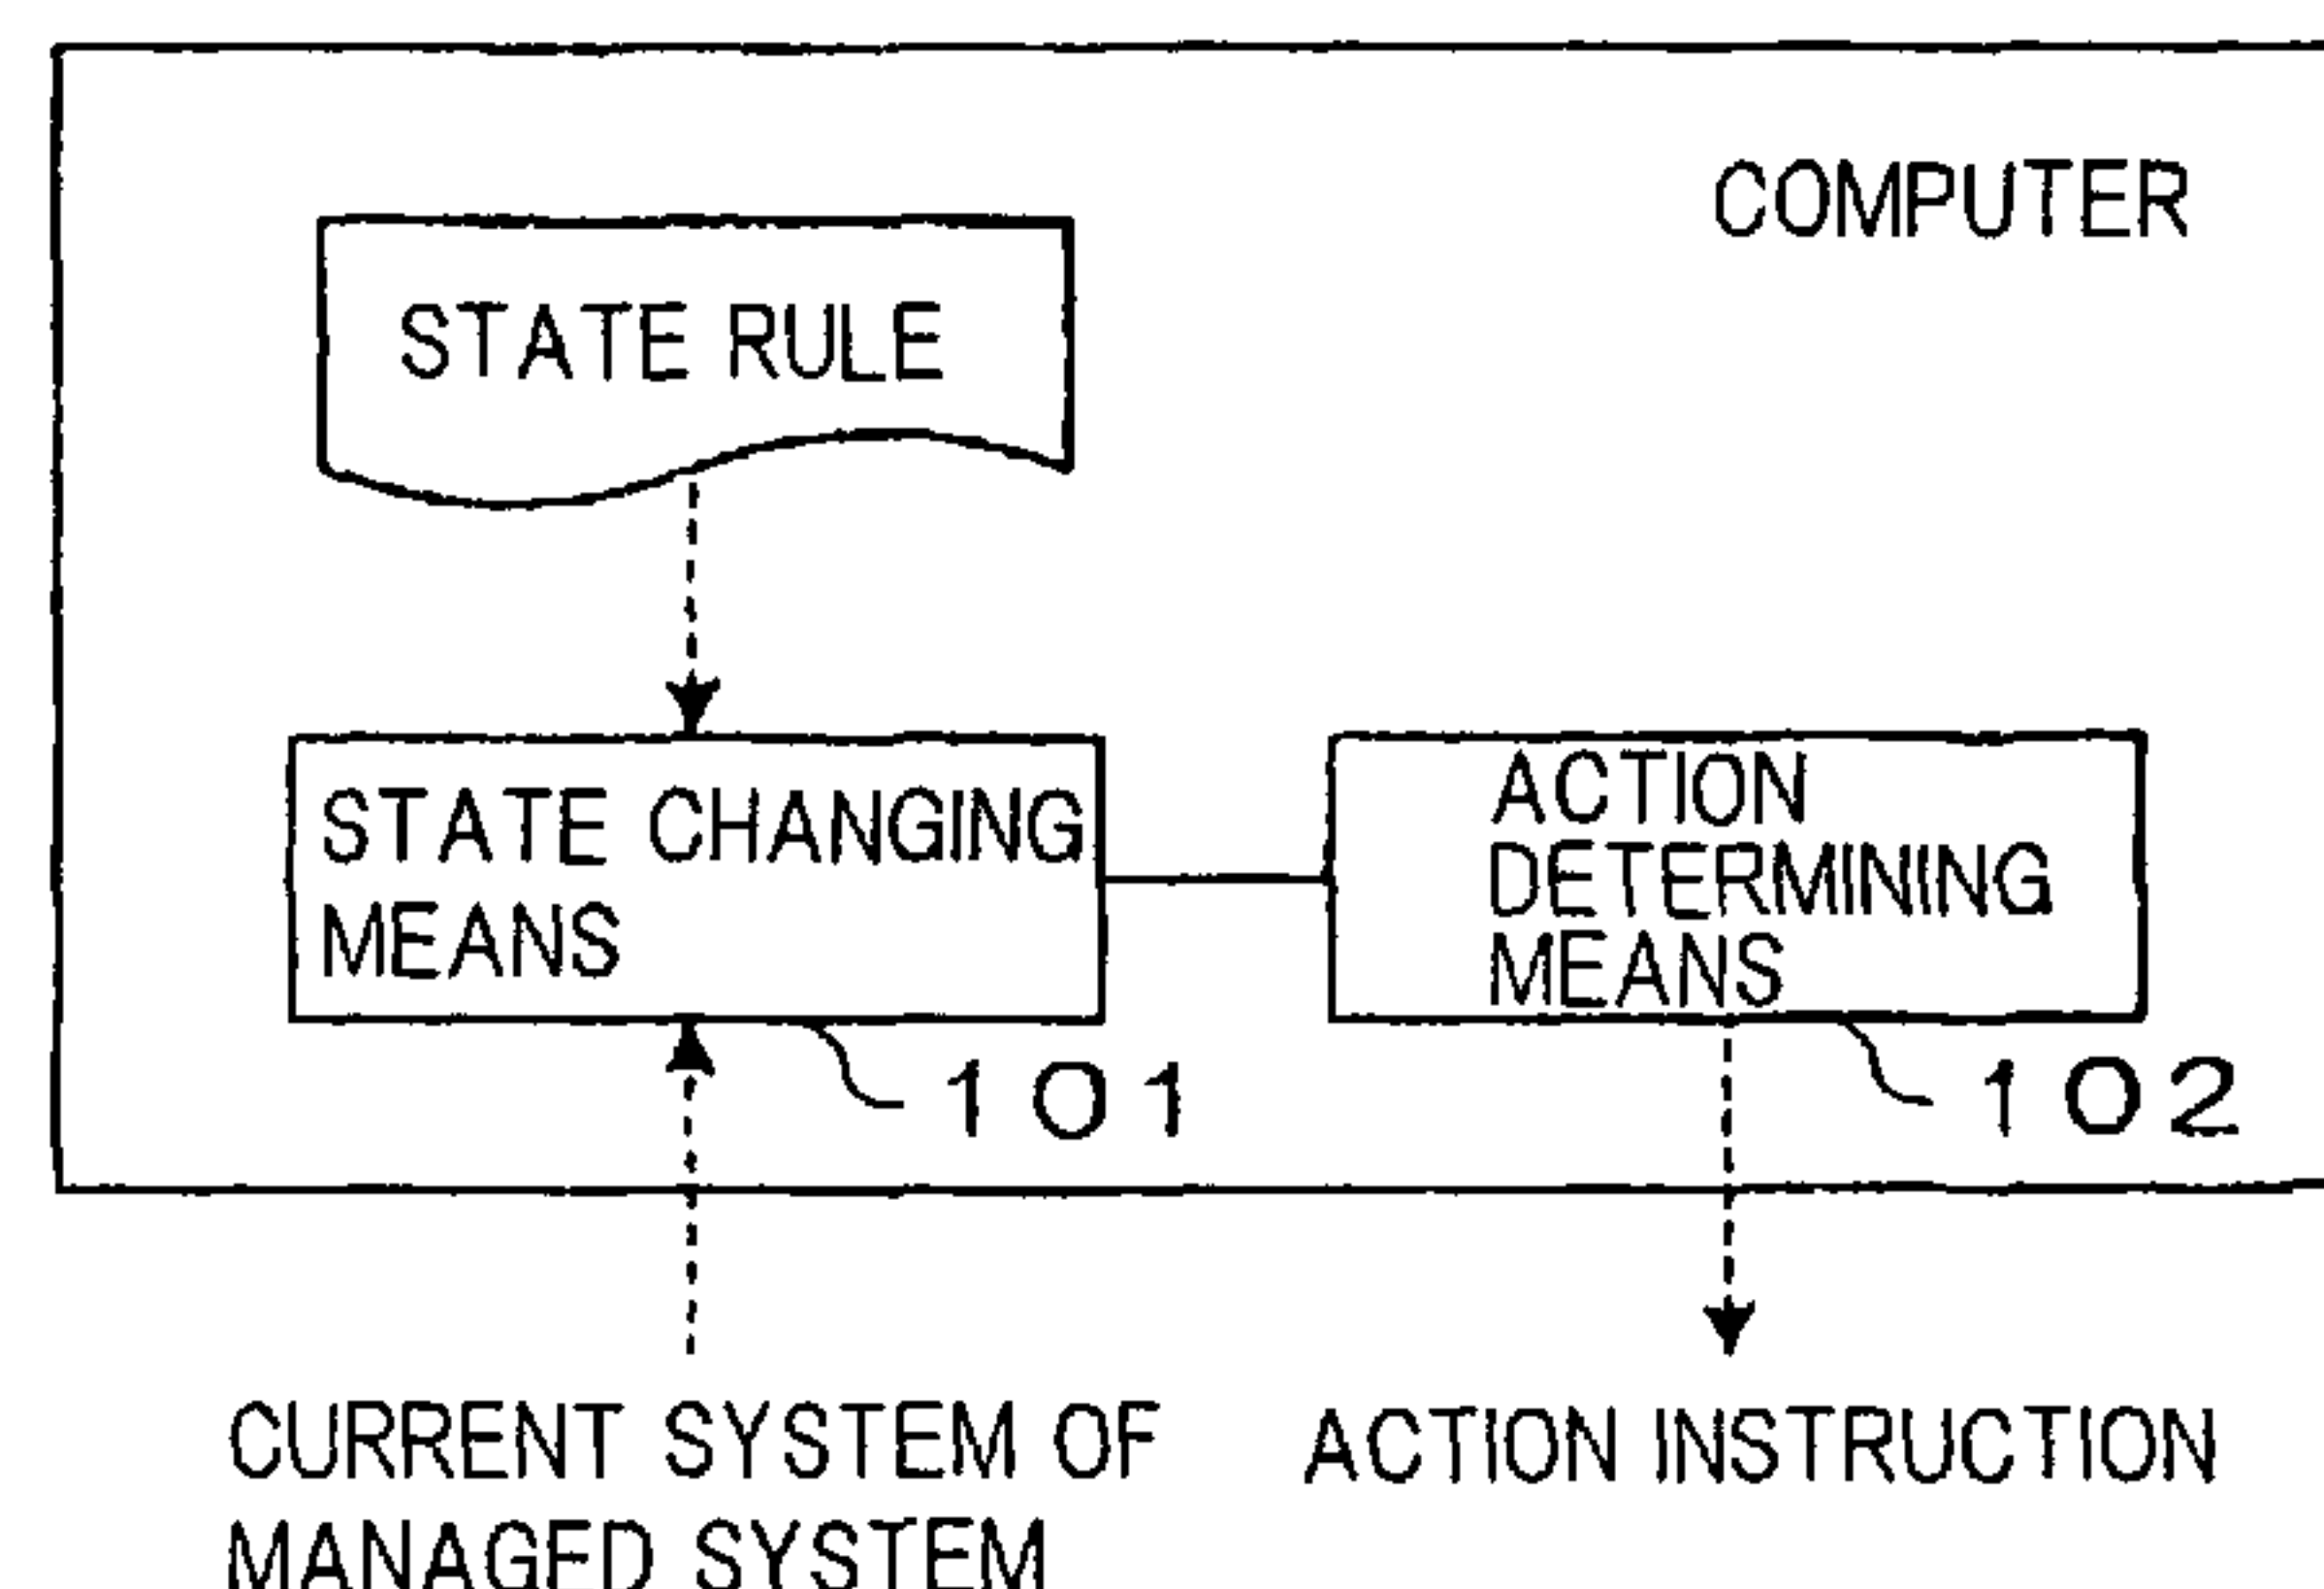 COMPUTER
STATE RULE
STATE CHANGING
MEANS
ACTION
DETERMINING
MEANS
101
102
CURRENT SYSTEM OF
MANAGED SYSTEM
ACTION INSTRUCTION